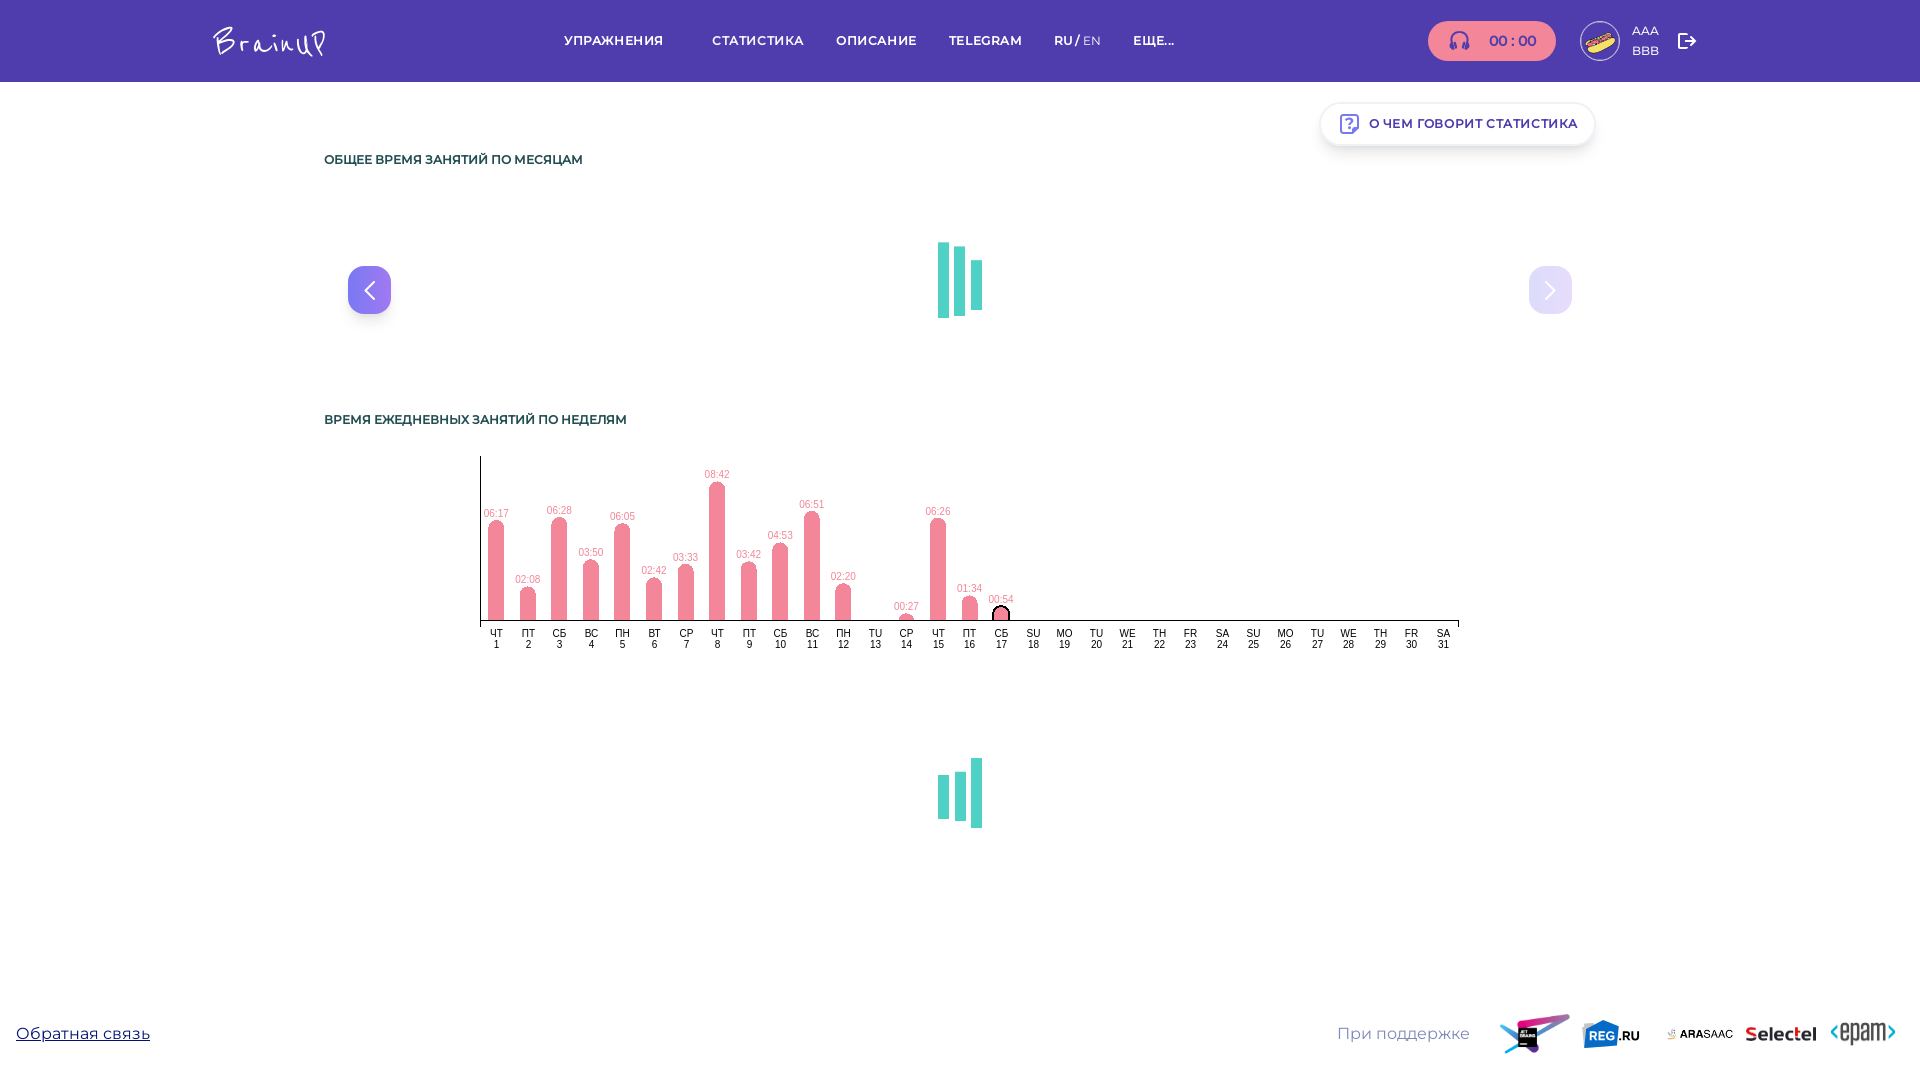 BrainUP
УПРАЖНЕНИЯ
СТАТИСТИКА
ОПИСАНИЕ
TELEGRAM
RU / EN
ЕЩЕ...
00 : 00
AAA
BBB
О ЧЕМ ГОВОРИТ СТАТИСТИКА
ОБЩЕЕ ВРЕМЯ ЗАНЯТИЙ ПО МЕСЯЦАМ
ВРЕМЯ ЕЖЕДНЕВНЫХ ЗАНЯТИЙ ПО НЕДЕЛЯМ
06:17 02:08 06:28 03:50 06:05 02:42 03:33 08:42 03:42 04:53 06:51 02:20 00:27 06:26 01:34 00:54
ЧТ ПТ СБ ВС ПН ВТ СР ЧТ ПТ СБ ВС ПН TU СР ЧТ ПТ СБ SU MO TU WE TH FR SA SU MO TU WE TH FR SA
1 2 3 4 5 6 7 8 9 10 11 12 13 14 15 16 17 18 19 20 21 22 23 24 25 26 27 28 29 30 31
Обратная связь
При поддержке
JET BRAINS
REG.RU
ARASAAC
Selectel
<epam>